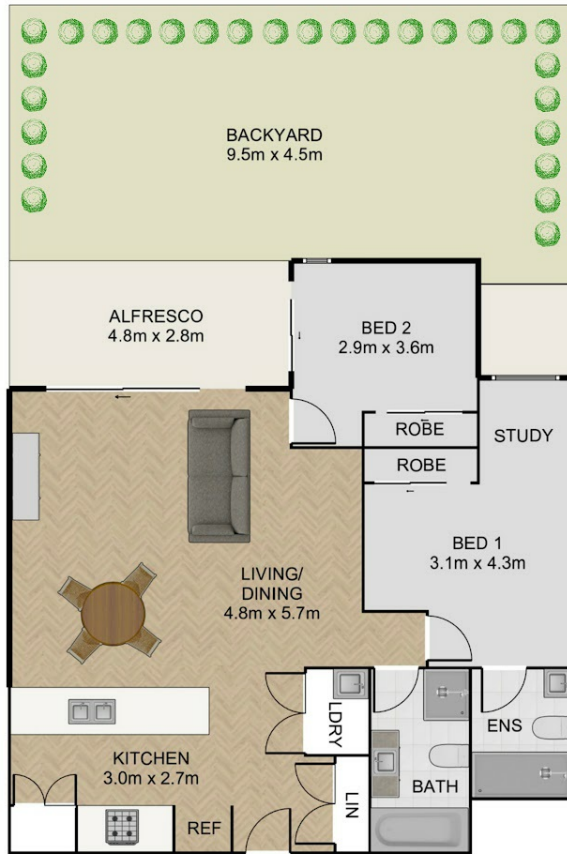 BACKYARD
9.5m x 4.5m
ALFRESCO
4.8m x 2.8m
BED 2
2.9m x 3.6m
ROBE
STUDY
ROBE
BED 1
3.1m x 4.3m
LIVING/
DINING
4.8m x 5.7m
LDRY
ENS
KITCHEN
3.0m x 2.7m
BATH
LIN
REF